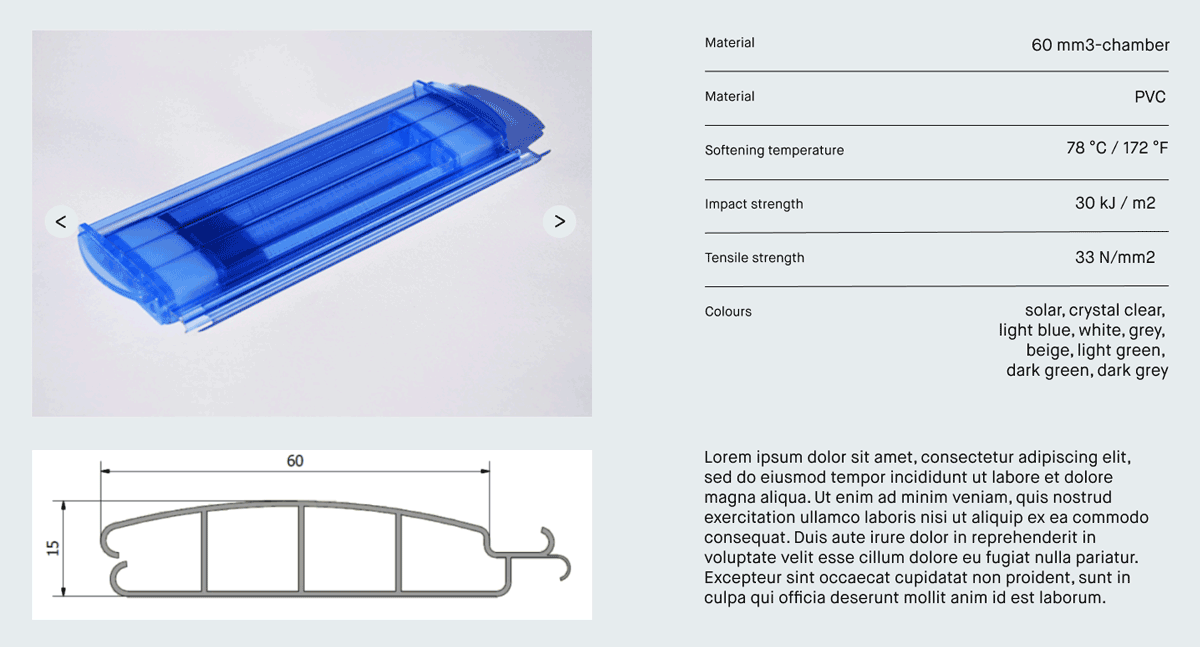 Material
60 mm3-chamber
Material
PVC
Softening temperature
78 °C / 172 °F
Impact strength
30 kJ / m2
Tensile strength
33 N/mm2
Colours
solar, crystal clear,
light blue, white, grey,
beige, light green,
dark green, dark grey
<
>
60
15
Lorem ipsum dolor sit amet, consectetur adipiscing elit,
sed do eiusmod tempor incididunt ut labore et dolore
magna aliqua. Ut enim ad minim veniam, quis nostrud
exercitation ullamco laboris nisi ut aliquip ex ea commodo
consequat. Duis aute irure dolor in reprehenderit in
voluptate velit esse cillum dolore eu fugiat nulla pariatur.
Excepteur sint occaecat cupidatat non proident, sunt in
culpa qui officia deserunt mollit anim id est laborum.